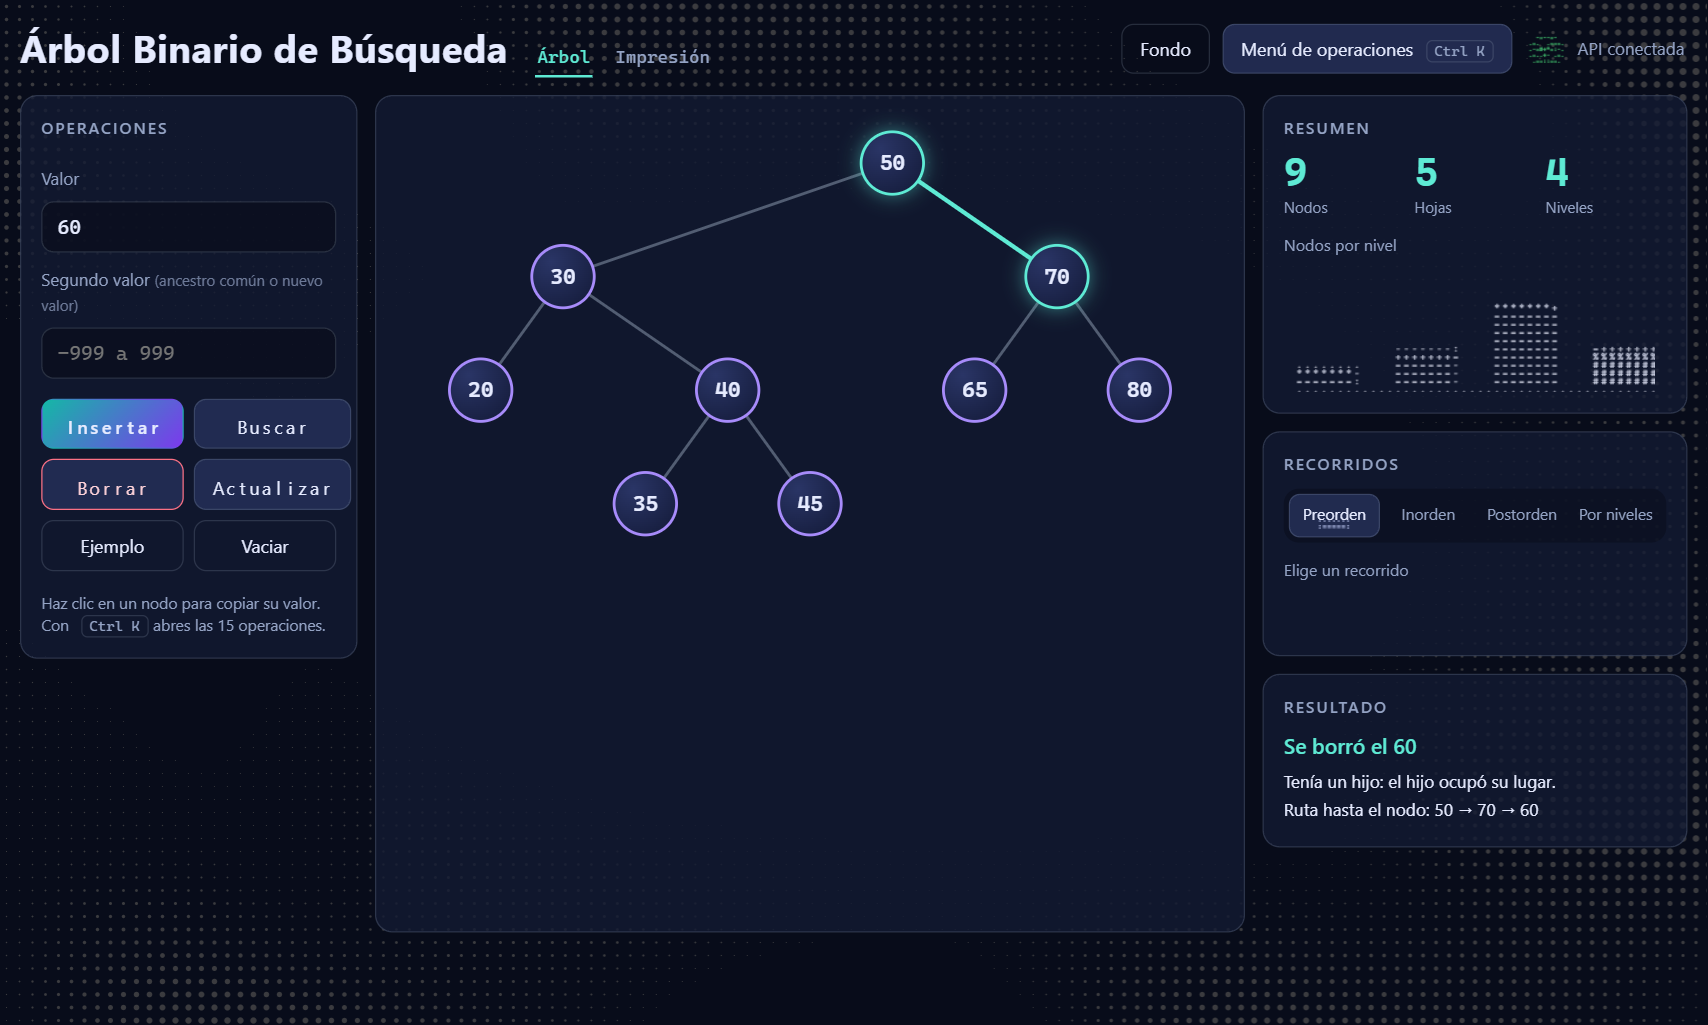 Árbol Binario de Búsqueda
Árbol
Impresión
Fondo
Menú de operaciones Ctrl K
API conectada
OPERACIONES
Valor
60
Segundo valor (ancestro común o nuevo
valor)
−999 a 999
Insertar
Buscar
Borrar
Actualizar
Ejemplo
Vaciar
Haz clic en un nodo para copiar su valor.
Con Ctrl K abres las 15 operaciones.
50
30
70
20
40
65
80
35
45
RESUMEN
9
5
4
Nodos
Hojas
Niveles
Nodos por nivel
RECORRIDOS
Preorden
Inorden
Postorden
Por niveles
Elige un recorrido
RESULTADO
Se borró el 60
Tenía un hijo: el hijo ocupó su lugar.
Ruta hasta el nodo: 50 → 70 → 60